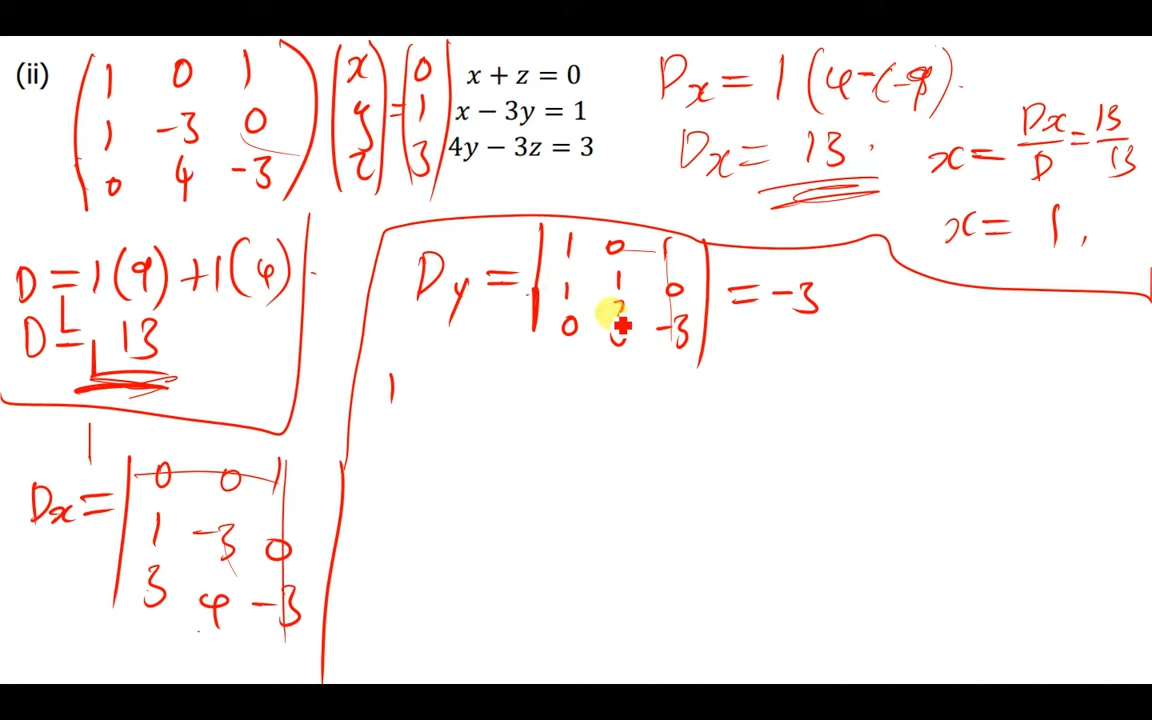 (ii)
1 0 1
1 -3 0
0 4 -3
x
y
z
=
0
1
3
x + z = 0
x − 3y = 1
4y − 3z = 3
Dx = 1(4-(-9)
Dx = 13
x = Dx/D = 13/13
x = 1,
D = 1(9) + 1(4)
D = 13
Dx =
0 0 1
1 -3 0
3 4 -3
Dy =
1 0 1
1 1 0
0 3 -3
= -3
1